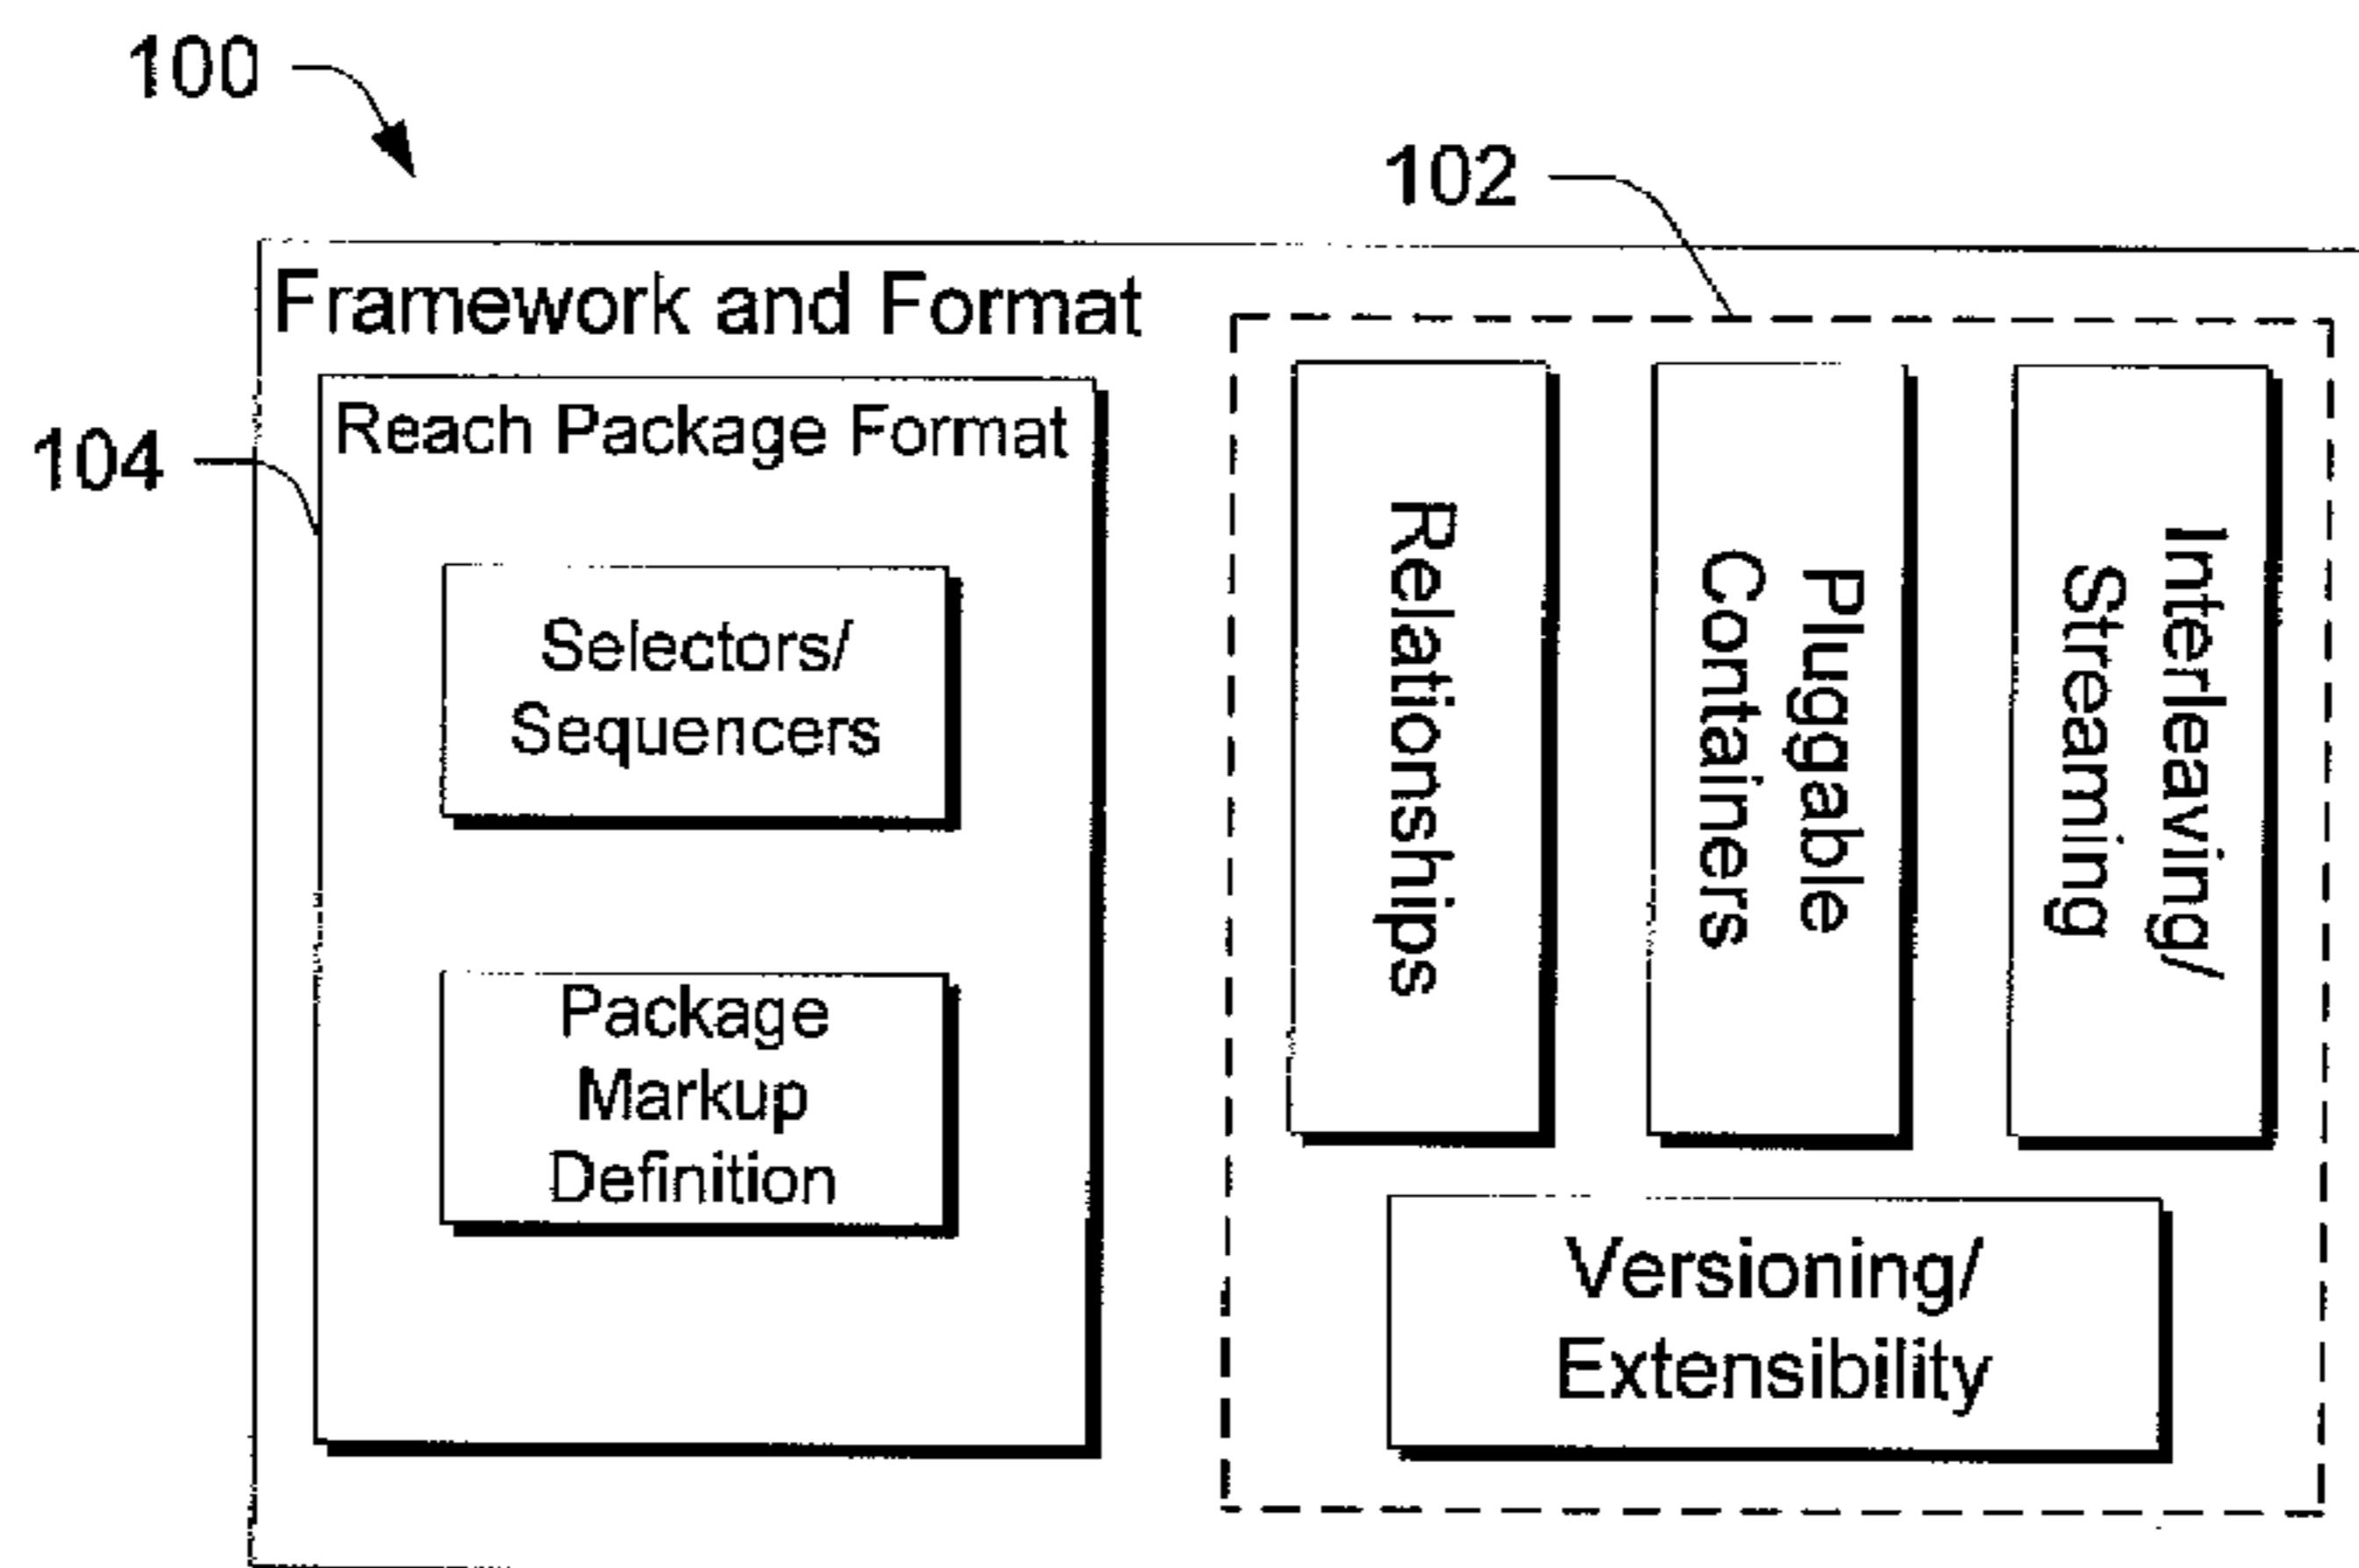 100
102
Framework and Format
104
Reach Package Format
Selectors/
Sequencers
Package
Markup
Definition
Relationships
Pluggable
Containers
Interleaving/
Streaming
Versioning/
Extensibility